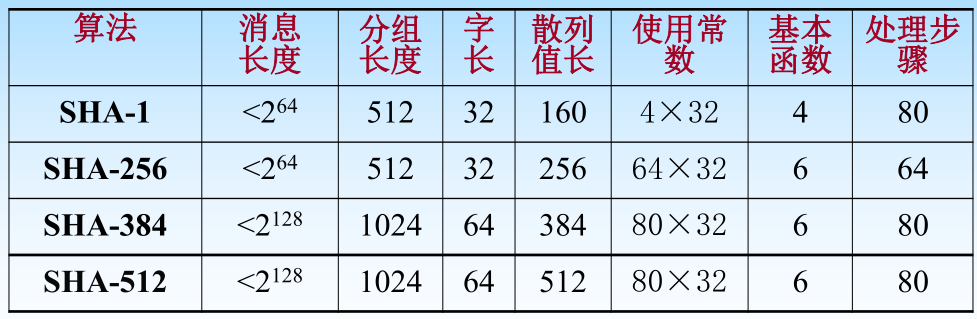 算法 消息长度 分组长度 字长 散列值长 使用常数 基本函数 处理步骤
SHA-1 <2^64 512 32 160 4×32 4 80
SHA-256 <2^64 512 32 256 64×32 6 64
SHA-384 <2^128 1024 64 384 80×32 6 80
SHA-512 <2^128 1024 64 512 80×32 6 80